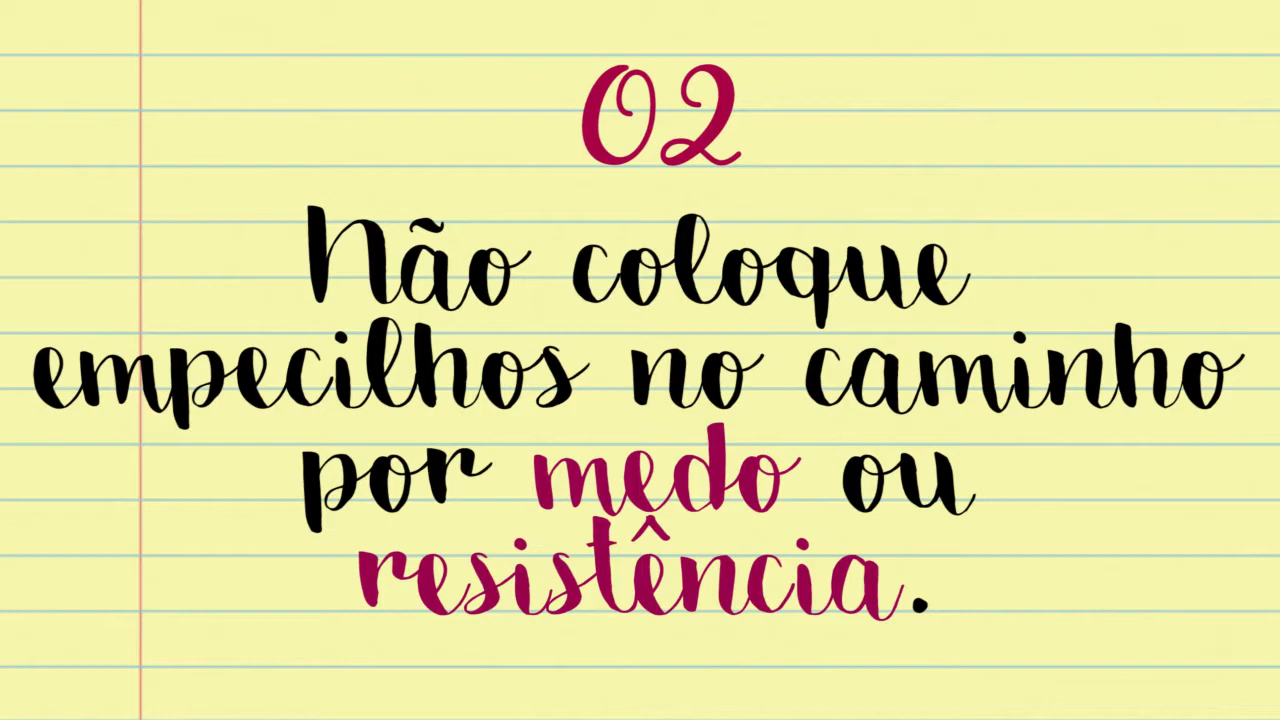 02
Não coloque
empecilhos no caminho
por medo ou
resistência.